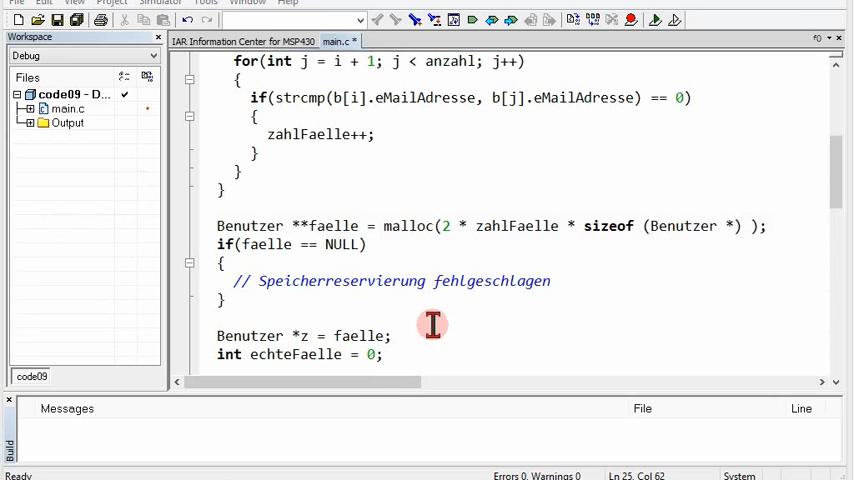 File Edit View Project Simulator Tools Window Help
Workspace
Debug
Files
code09 - D...
main.c
Output
code09
IAR Information Center for MSP430 main.c * f()
for(int j = i + 1; j < anzahl; j++)
{
if(strcmp(b[i].eMailAdresse, b[j].eMailAdresse) == 0)
{
zahlFaelle++;
}
}
}
Benutzer **faelle = malloc(2 * zahlFaelle * sizeof (Benutzer *) );
if(faelle == NULL)
{
// Speicherreservierung fehlgeschlagen
}
Benutzer *z = faelle;
int echteFaelle = 0;
Messages File Line
Build
Ready Errors 0, Warnings 0 Ln 25, Col 62 System